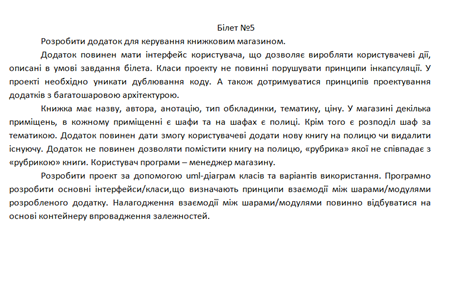 Білет №5
Розробити додаток для керування книжковим магазином.
Додаток повинен мати інтерфейс користувача, що дозволяє виробляти користувачеві дії,
описані в умові завдання білета. Класи проекту не повинні порушувати принципи інкапсуляції. У
проекті необхідно уникати дублювання коду. А також дотримуватися принципів проектування
додатків з багатошаровою архітектурою.
Книжка має назву, автора, анотацію, тип обкладинки, тематику, ціну. У магазині декілька
приміщень, в кожному приміщенні є шафи та на шафах є полиці. Крім того є розподіл шаф за
тематикою. Додаток повинен дати змогу користувачеві додати нову книгу на полицю чи видалити
існуючу. Додаток не повинен дозволяти помістити книгу на полицю, «рубрика» якої не співпадає з
«рубрикою» книги. Користувач програми – менеджер магазину.
Розробити проект за допомогою uml-діаграм класів та варіантів використання. Програмно
розробити основні інтерфейси/класи,що визначають принципи взаємодії між шарами/модулями
розробленого додатку. Налагодження взаємодії між шарами/модулями повинно відбуватися на
основі контейнеру впровадження залежностей.